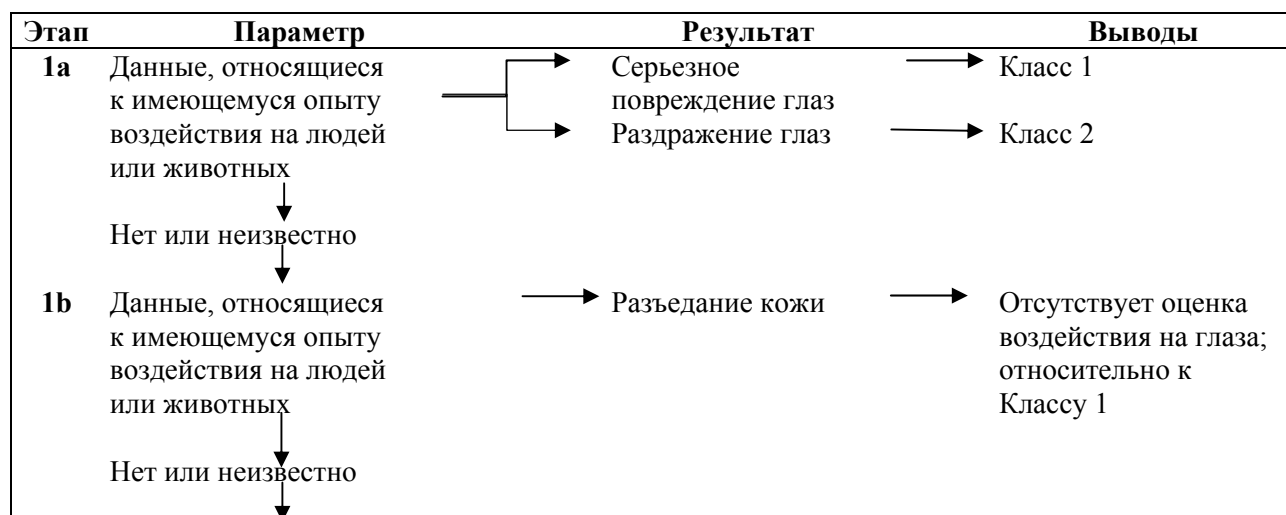 Этап Параметр Результат Выводы
1a Данные, относящиеся Серьезное Класс 1
к имеющемуся опыту повреждение глаз
воздействия на людей Раздражение глаз Класс 2
или животных
Нет или неизвестно
1b Данные, относящиеся Разъедание кожи Отсутствует оценка
к имеющемуся опыту воздействия на глаза;
воздействия на людей относительно к
или животных Классу 1
Нет или неизвестно